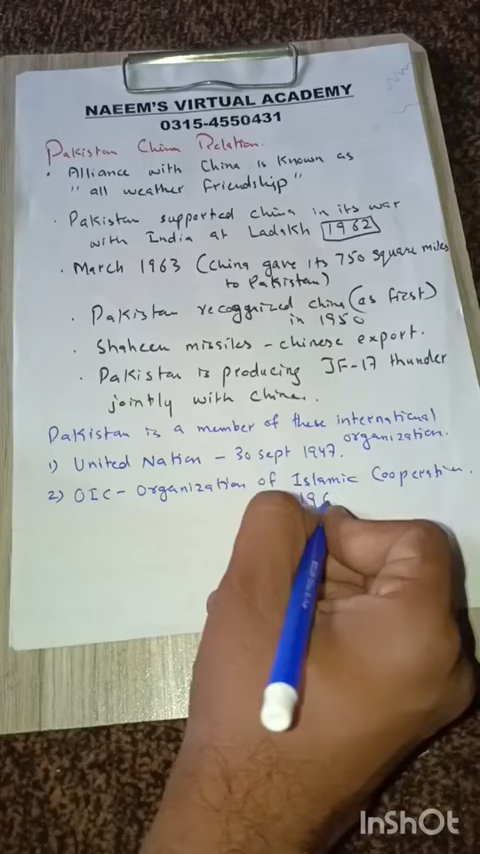 NAEEM'S VIRTUAL ACADEMY
0315-4550431
Pakistan China Relation.
• Alliance with China is known as
"all weather friendship"
• Pakistan supported china in its war
with India at Ladakh 1962
• March 1963 (China gave its 750 square miles
to Pakistan)
• Pakistan recognized china (as first)
in 1950
• Shaheen missiles - chinese export.
• Pakistan is producing JF-17 thunder
jointly with China.
Pakistan is a member of these international
organization.
1) United Nation - 30 sept 1947.
2) OIC - Organization of Islamic Cooperation.
196
InShOt